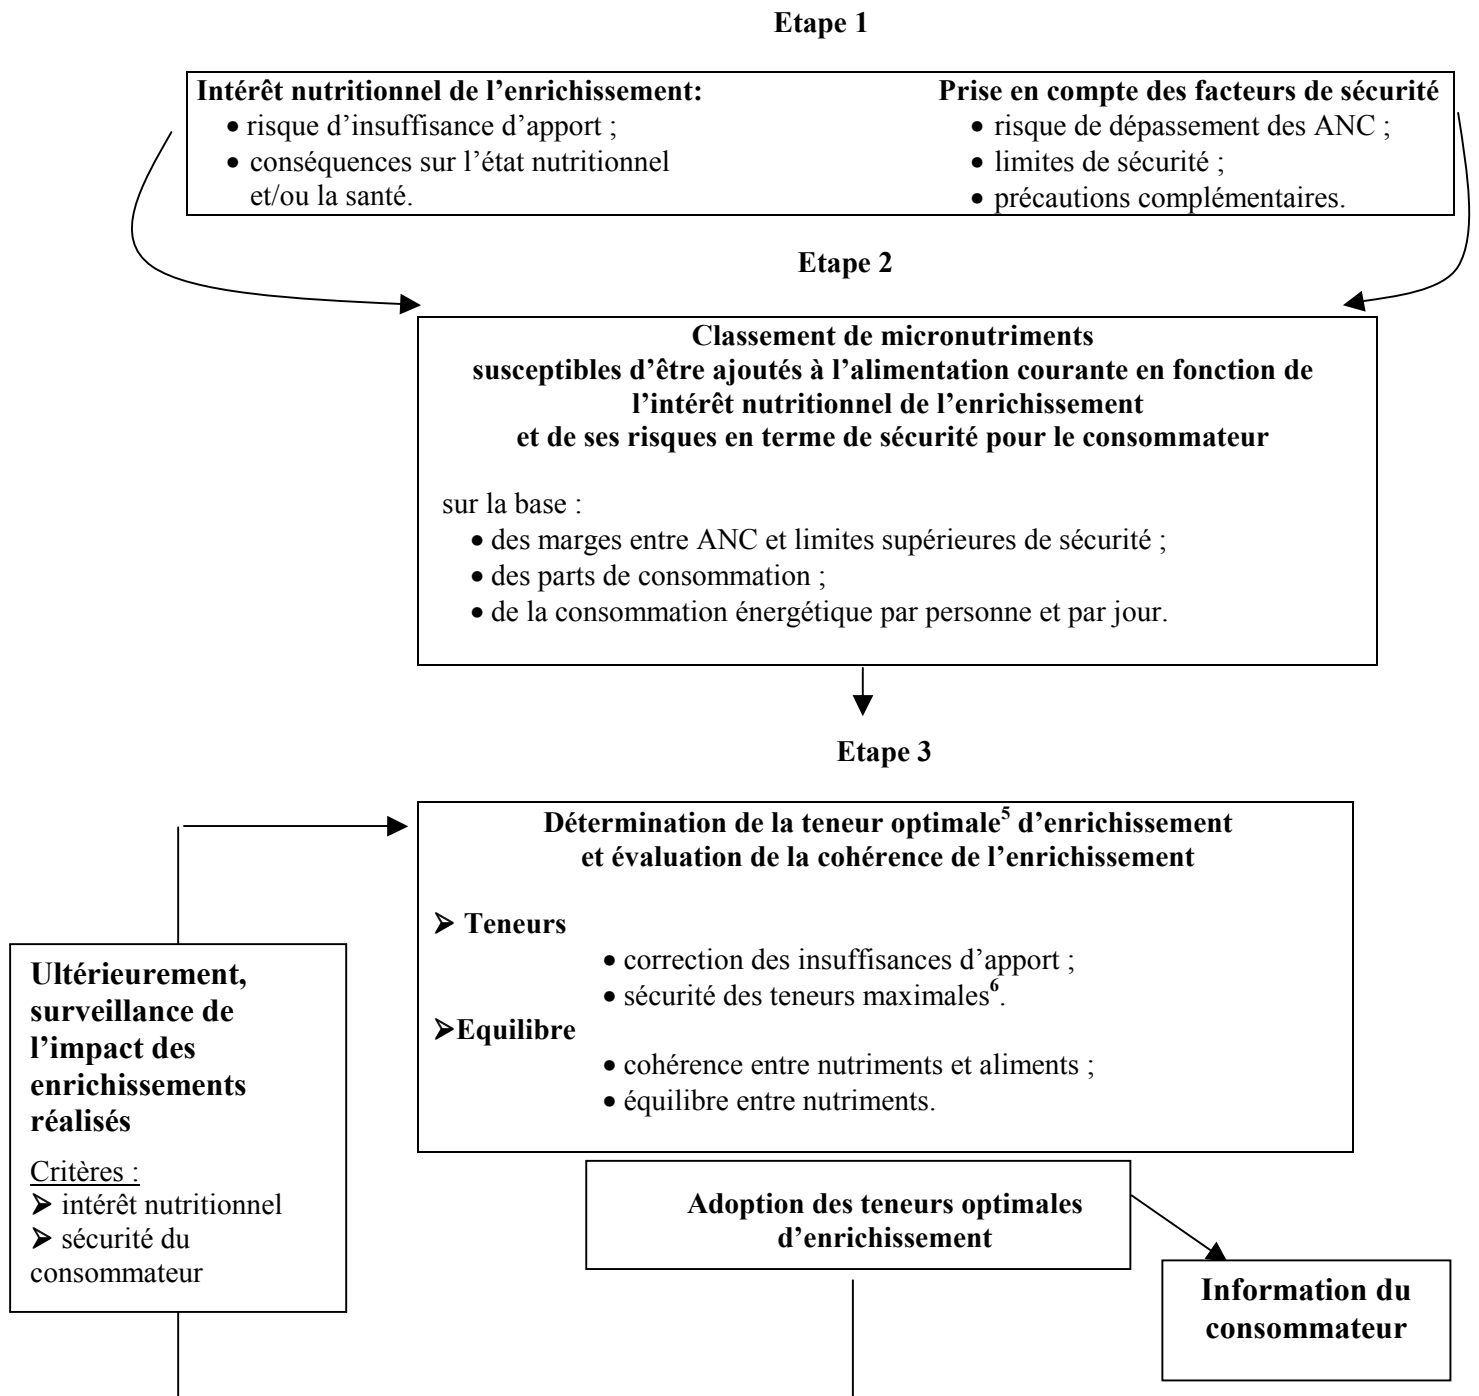 Etape 1
Intérêt nutritionnel de l’enrichissement:
• risque d’insuffisance d’apport ;
• conséquences sur l’état nutritionnel
et/ou la santé.
Prise en compte des facteurs de sécurité
• risque de dépassement des ANC ;
• limites de sécurité ;
• précautions complémentaires.
Etape 2
Classement de micronutriments
susceptibles d’être ajoutés à l’alimentation courante en fonction de
l’intérêt nutritionnel de l’enrichissement
et de ses risques en terme de sécurité pour le consommateur
sur la base :
• des marges entre ANC et limites supérieures de sécurité ;
• des parts de consommation ;
• de la consommation énergétique par personne et par jour.
Etape 3
Détermination de la teneur optimale⁵ d’enrichissement
et évaluation de la cohérence de l’enrichissement
➢ Teneurs
• correction des insuffisances d’apport ;
• sécurité des teneurs maximales⁶.
➢Equilibre
• cohérence entre nutriments et aliments ;
• équilibre entre nutriments.
Ultérieurement,
surveillance de
l’impact des
enrichissements
réalisés
Critères :
➢ intérêt nutritionnel
➢ sécurité du
consommateur
Adoption des teneurs optimales
d’enrichissement
Information du
consommateur